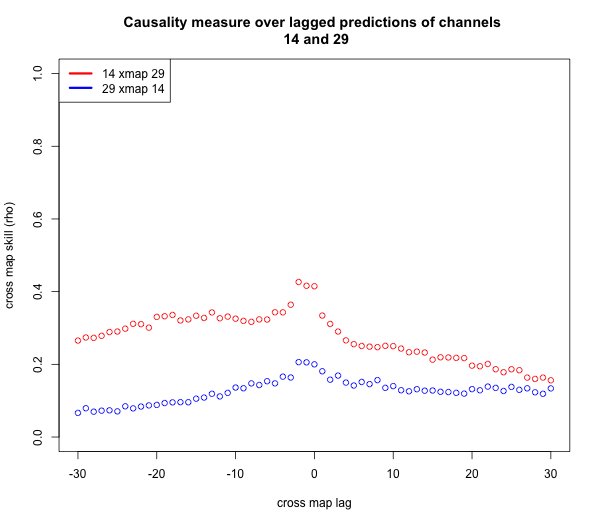 Causality measure over lagged predictions of channels
14 and 29
14 xmap 29
29 xmap 14
cross map skill (rho)
1.0
0.8
0.6
0.4
0.2
0.0
-30 -20 -10 0 10 20 30
cross map lag